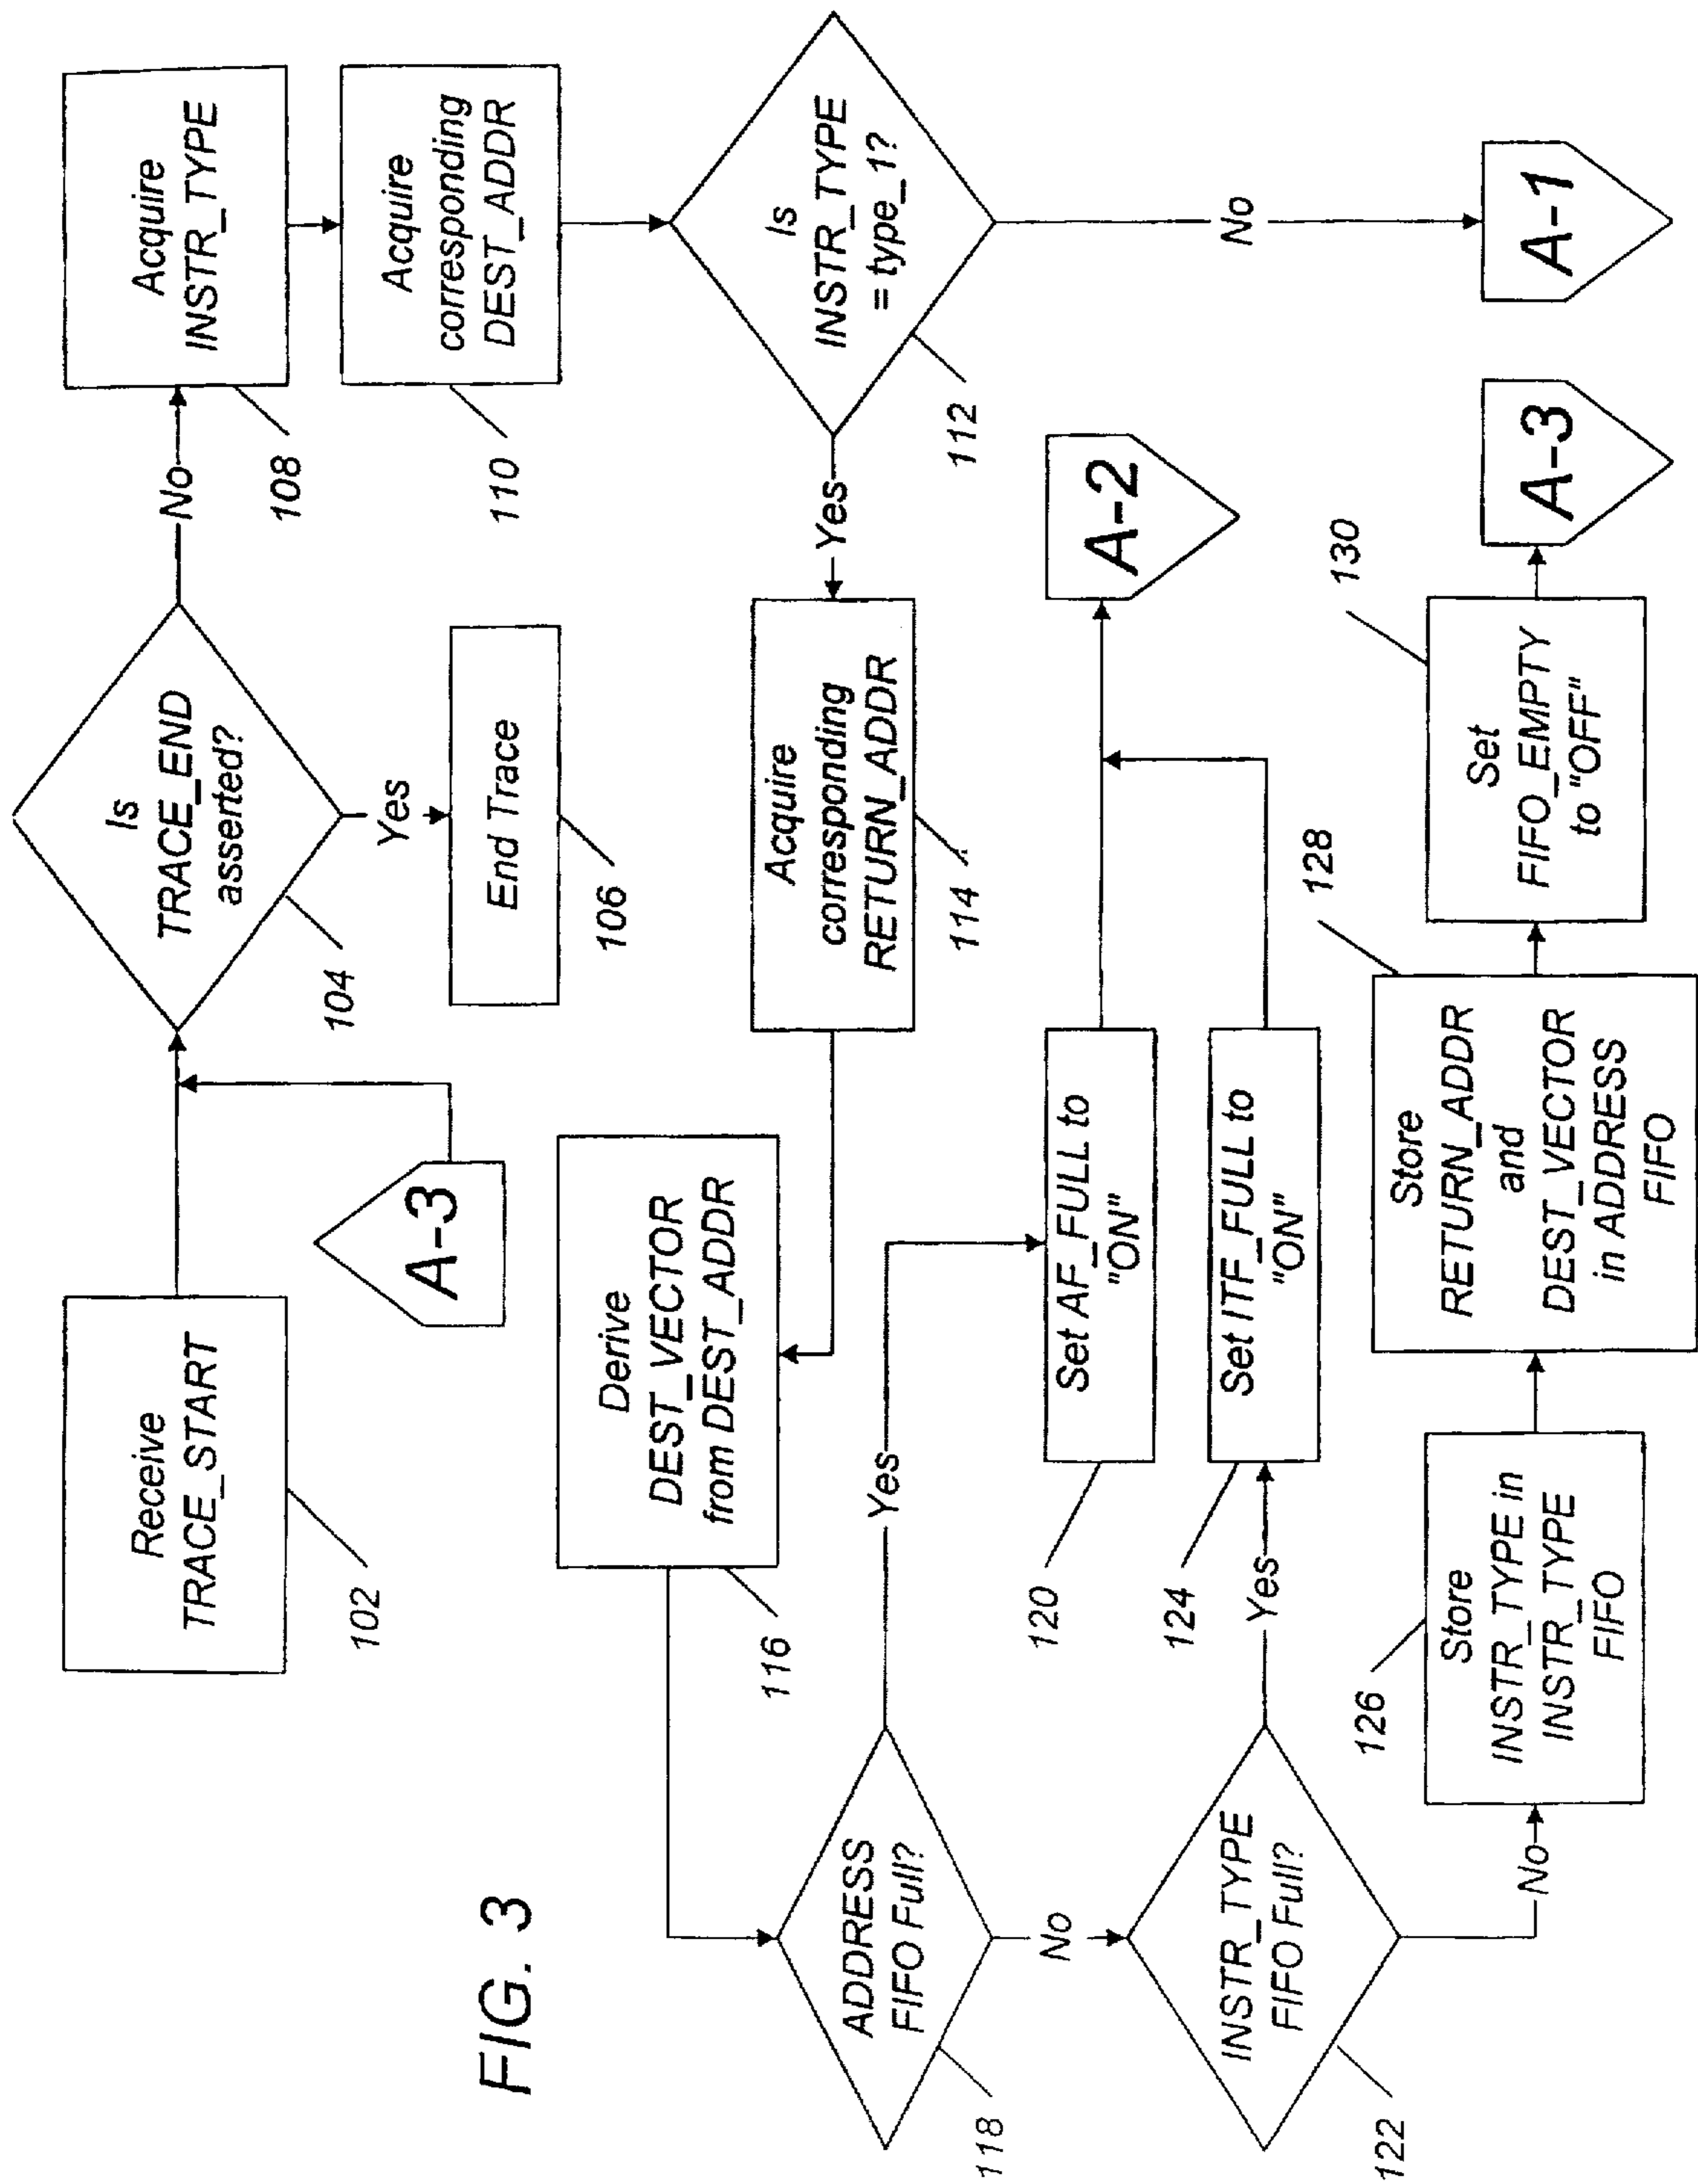 Receive
TRACE_START
102
A-3
Is
TRACE_END
asserted?
104
No
Yes
End Trace
106
Acquire
INSTR_TYPE
108
Acquire
corresponding
DEST_ADDR
110
Is
INSTR_TYPE
= type_1?
112
Yes
No
A-1
Acquire
corresponding
RETURN_ADDR
114
Derive
DEST_VECTOR
from DEST_ADDR
116
ADDRESS
FIFO Full?
118
Yes
No
Set AF_FULL to
"ON"
120
A-2
INSTR_TYPE
FIFO Full?
122
Yes
No
Set ITF_FULL to
"ON"
124
Store
INSTR_TYPE in
INSTR_TYPE
FIFO
126
Store
RETURN_ADDR
and
DEST_VECTOR
in ADDRESS
FIFO
128
Set
FIFO_EMPTY
to "OFF"
130
A-3
FIG. 3